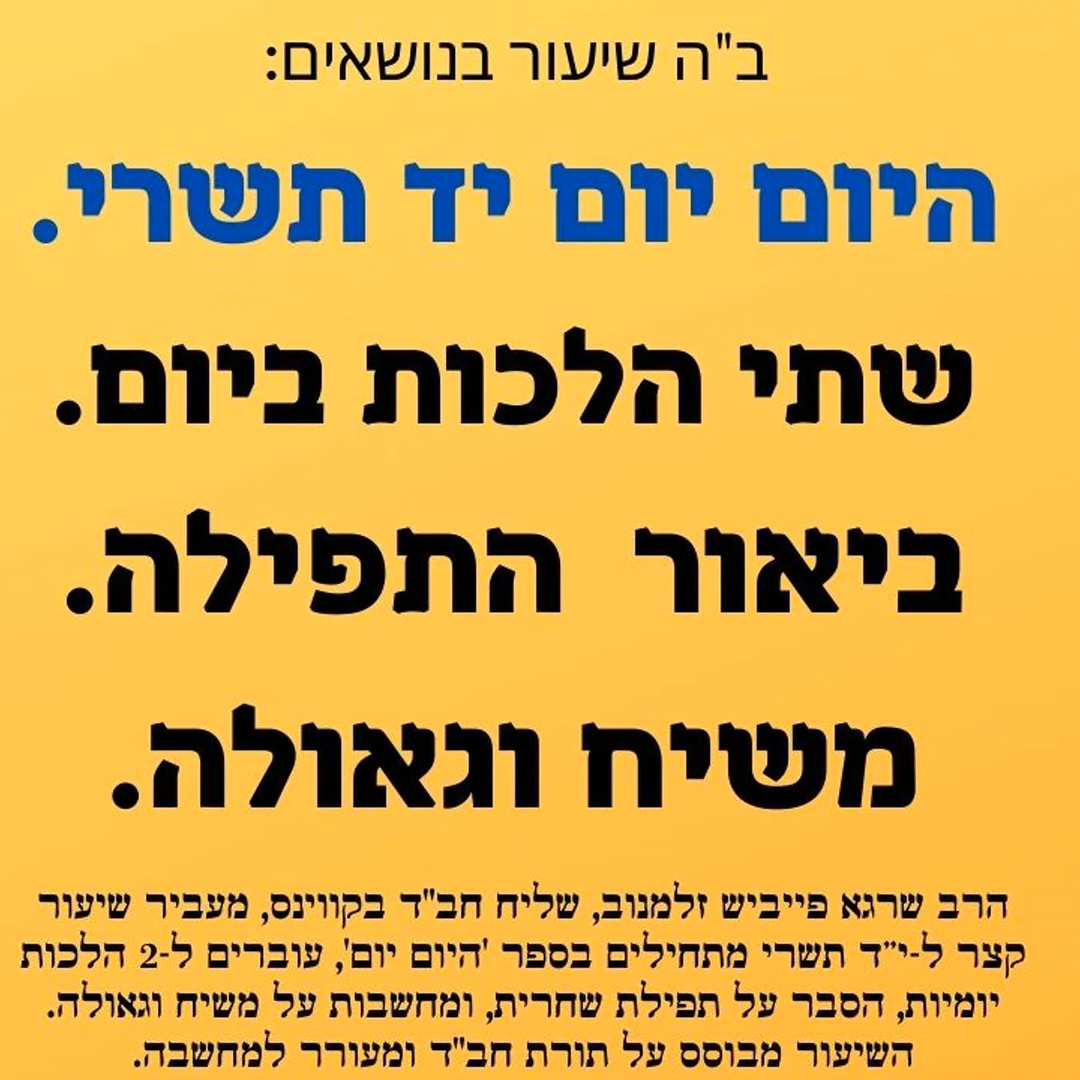 ב"ה שיעור בנושאים:
היום יום יד תשרי.
שתי הלכות ביום.
ביאור התפילה.
משיח וגאולה.
הרב שרגא פייביש זלמנוב, שליח חב"ד בקווינס, מעביר שיעור
קצר ל-י״ד תשרי מתחילים בספר 'היום יום', עוברים ל-2 הלכות
יומיות, הסבר על תפילת שחרית, ומחשבות על משיח וגאולה.
השיעור מבוסס על תורת חב"ד ומעורר למחשבה.